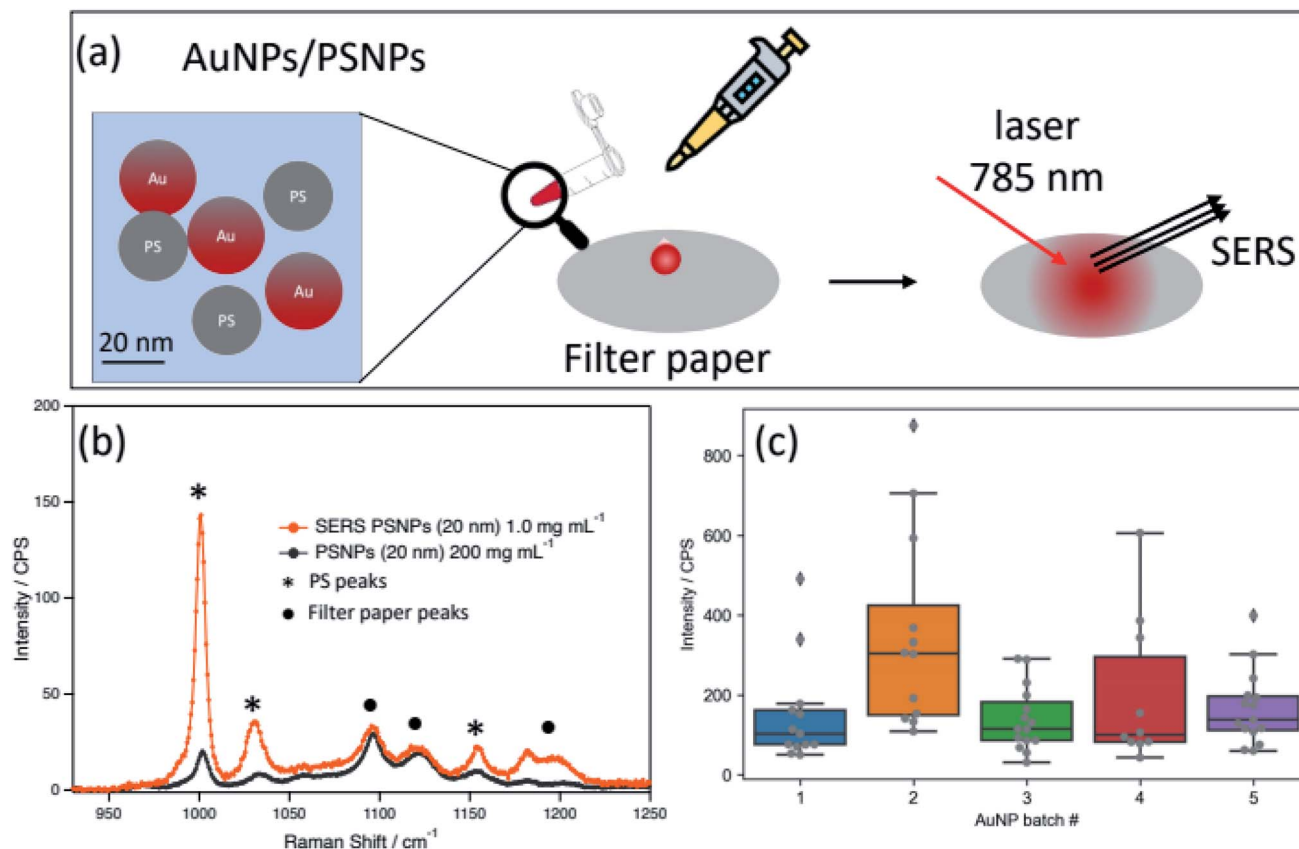 (a)
AuNPs/PSNPs
Au
PS
PS
Au
Au
PS
20 nm
Filter paper
laser
785 nm
SERS
(b)
200
150
100
50
0
Intensity / CPS
950
1000
1050
1100
1150
1200
1250
Raman Shift / cm⁻¹
*
*
*
SERS PSNPs (20 nm) 1.0 mg mL⁻¹
PSNPs (20 nm) 200 mg mL⁻¹
* PS peaks
● Filter paper peaks
(c)
800
600
400
200
0
Intensity / CPS
1
2
3
4
5
AuNP batch #